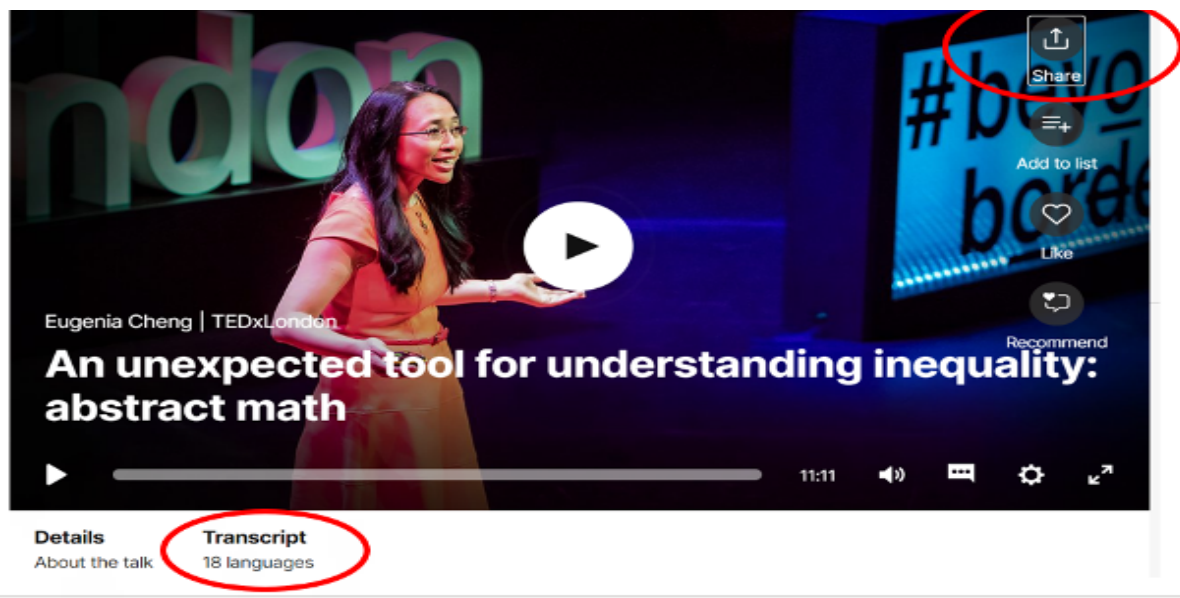 ndon
#beyo
borde
Share
Add to list
Like
Recommend
Eugenia Cheng | TEDxLondon
An unexpected tool for understanding inequality:
abstract math
11:11
Details
About the talk
Transcript
18 languages